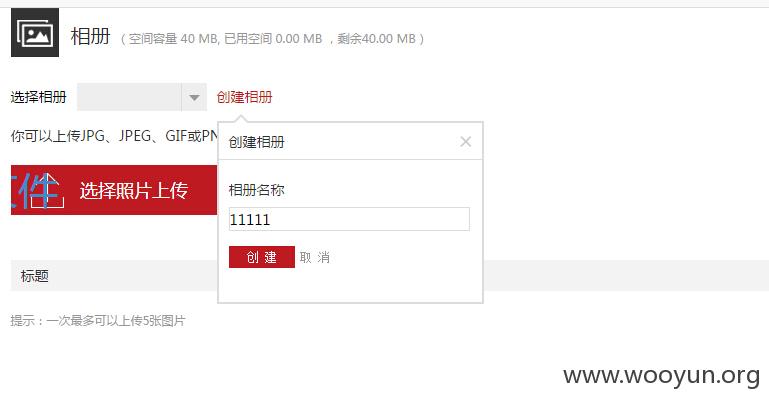 相册 ( 空间容量 40 MB, 已用空间 0.00 MB ，剩余40.00 MB )
选择相册 创建相册
你可以上传JPG、JPEG、GIF或PN
创建相册
相册名称
11111
创 建 取 消
件 选择照片上传
标题
提示：一次最多可以上传5张图片
www.wooyun.org